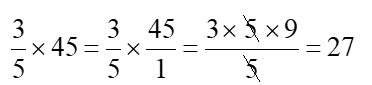 3/5 × 45 = 3/5 × 45/1 = (3 × 5 × 9)/5 = 27